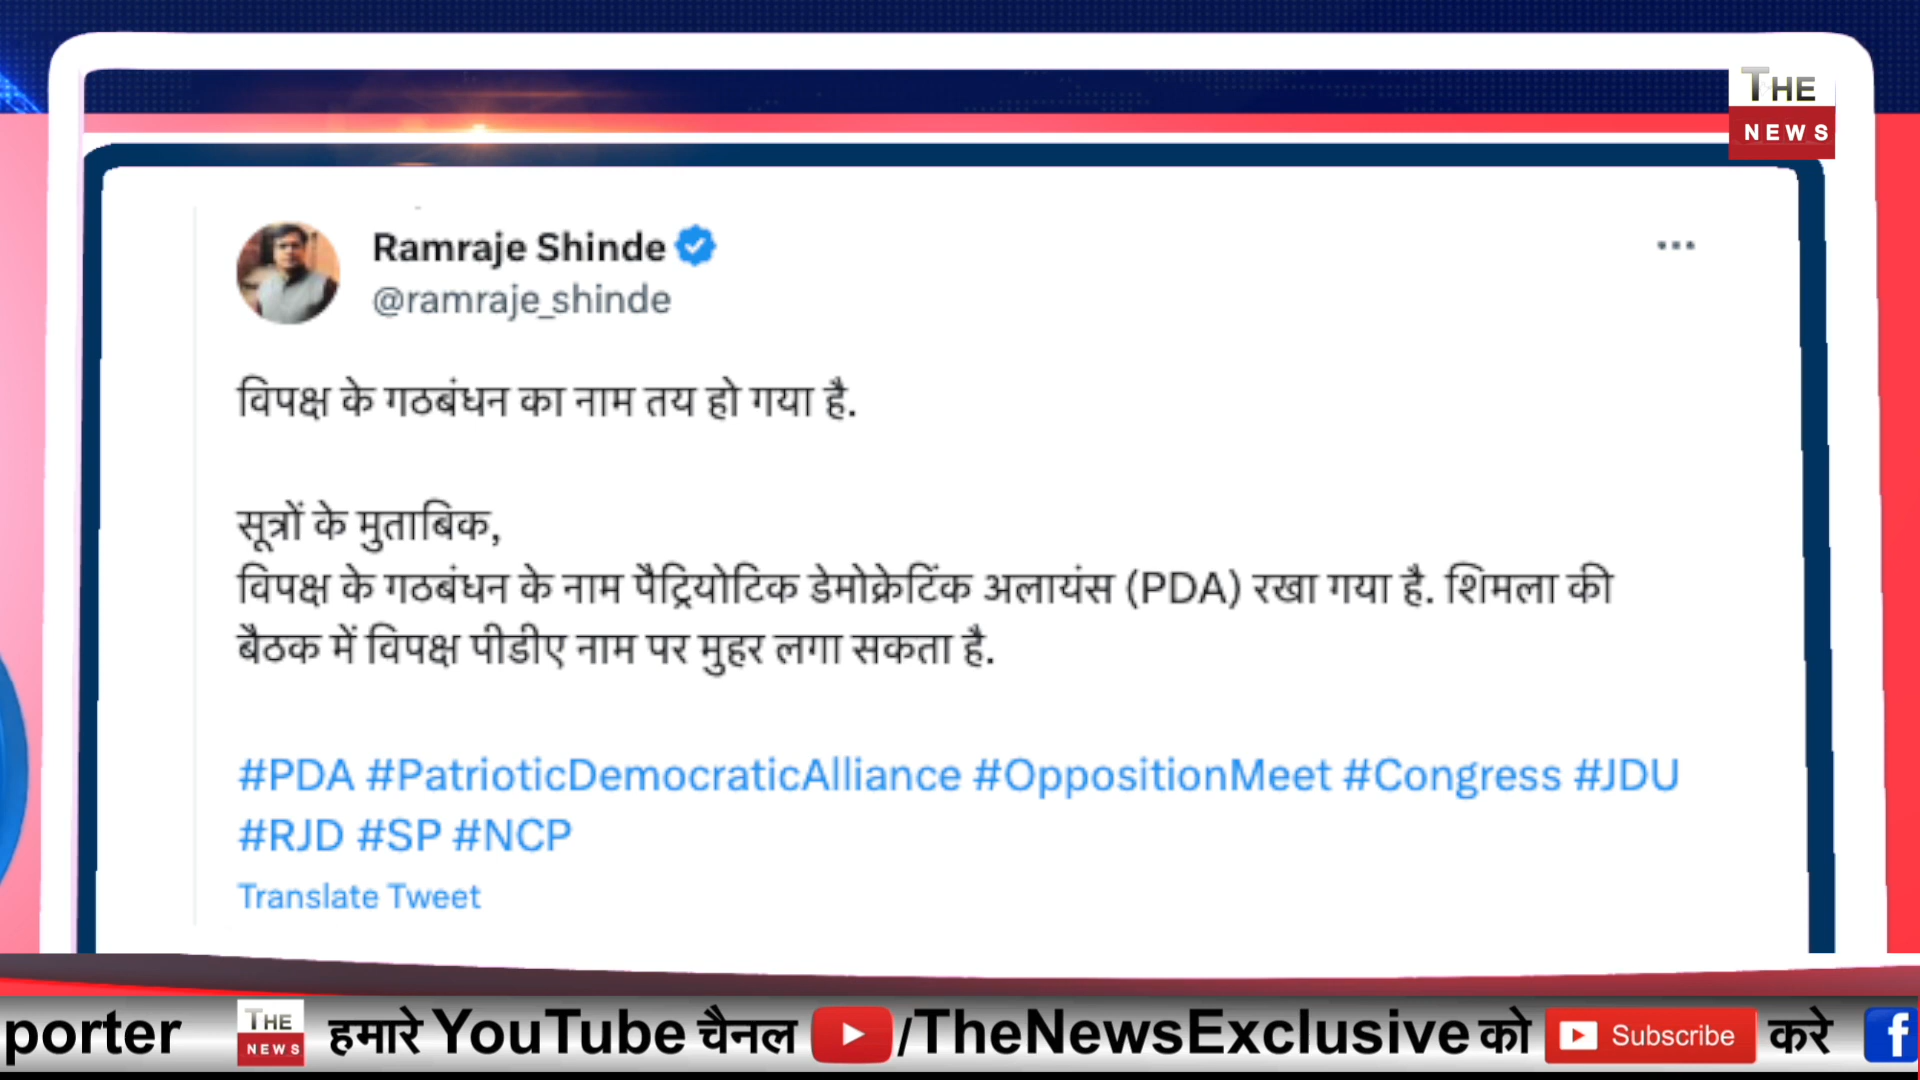 THE
NEWS
Ramraje Shinde
@ramraje_shinde
विपक्ष के गठबंधन का नाम तय हो गया है.
सूत्रों के मुताबिक,
विपक्ष के गठबंधन के नाम पैट्रियोटिक डेमोक्रेटिंक अलायंस (PDA) रखा गया है. शिमला की
बैठक में विपक्ष पीडीए नाम पर मुहर लगा सकता है.
#PDA #PatrioticDemocraticAlliance #OppositionMeet #Congress #JDU
#RJD #SP #NCP
Translate Tweet
porter THE NEWS हमारे YouTube चैनल /TheNewsExclusive को Subscribe करे